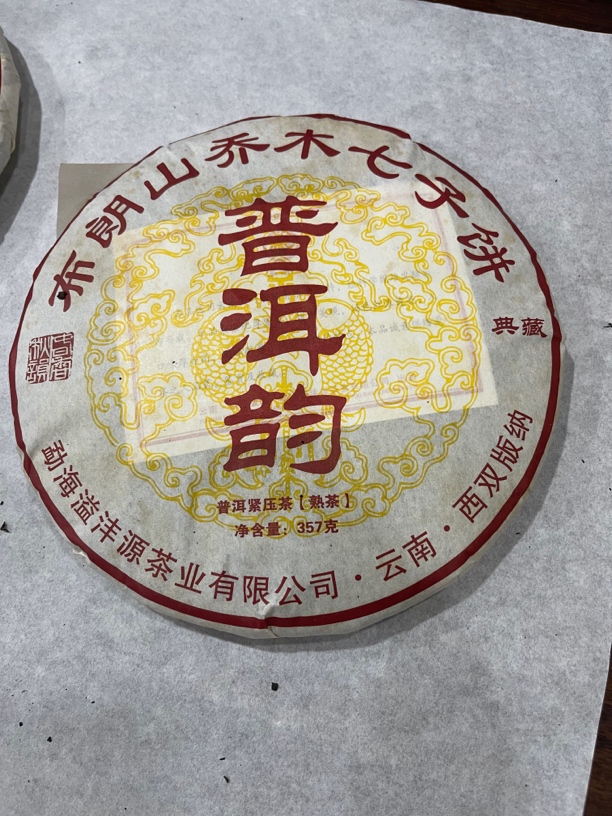 布朗山乔木七子饼
典藏
普洱韵
普洱紧压茶【熟茶】
净含量：357克
勐海溢沣源茶业有限公司·云南·西双版纳